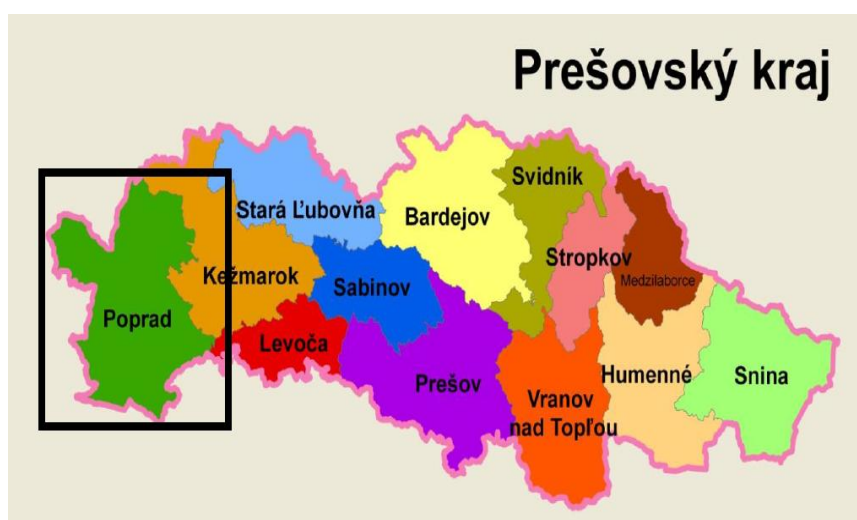 Prešovský kraj
Svidník
Stará Ľubovňa
Bardejov
Stropkov
Kežmarok
Sabinov
Medzilaborce
Poprad
Levoča
Prešov
Humenné
Snina
Vranov
nad Topľou